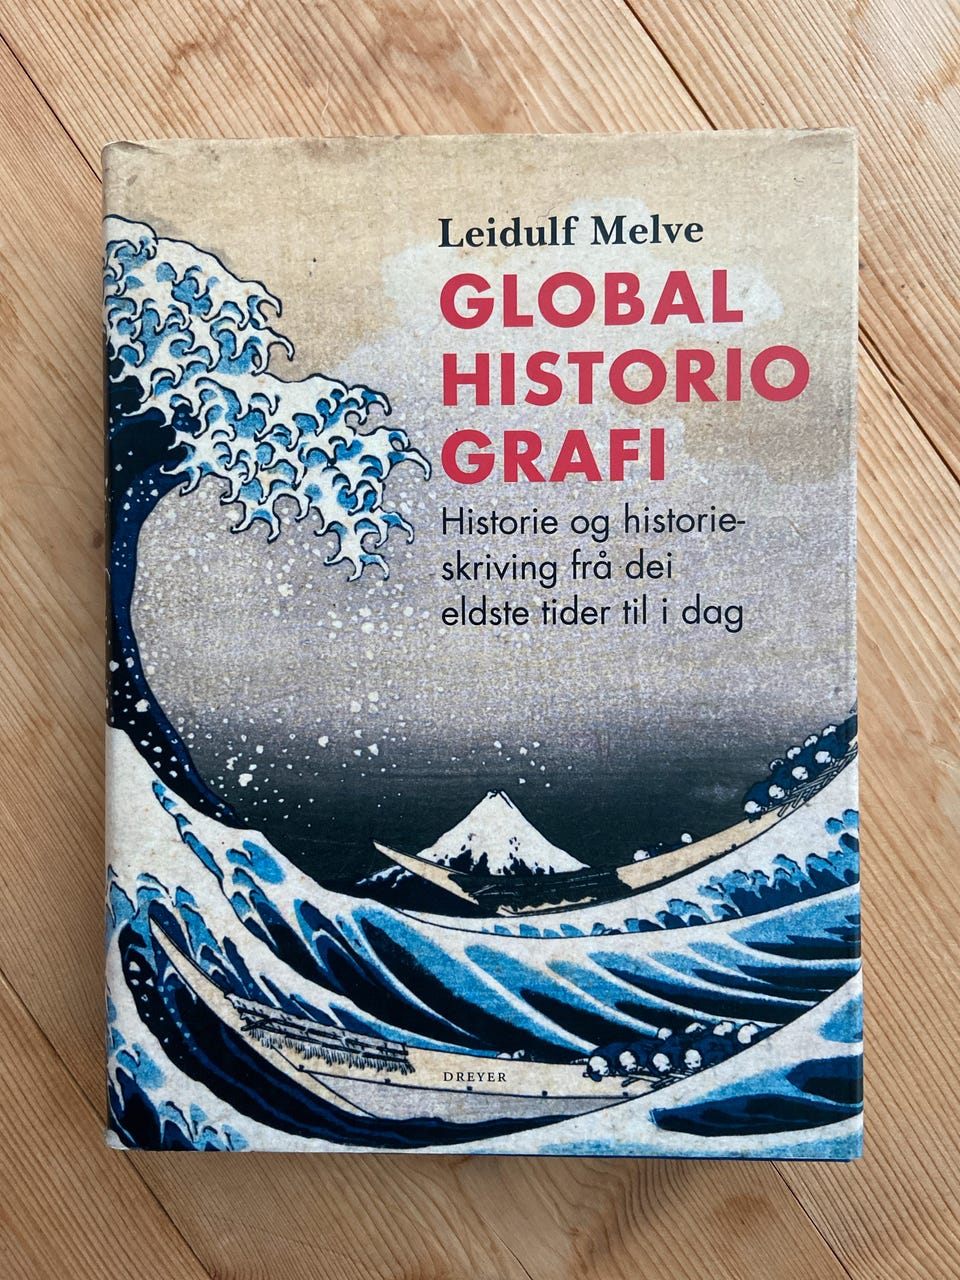 Leidulf Melve
GLOBAL
HISTORIO
GRAFI
Historie og historie-
skriving frå dei
eldste tider til i dag
DREYER